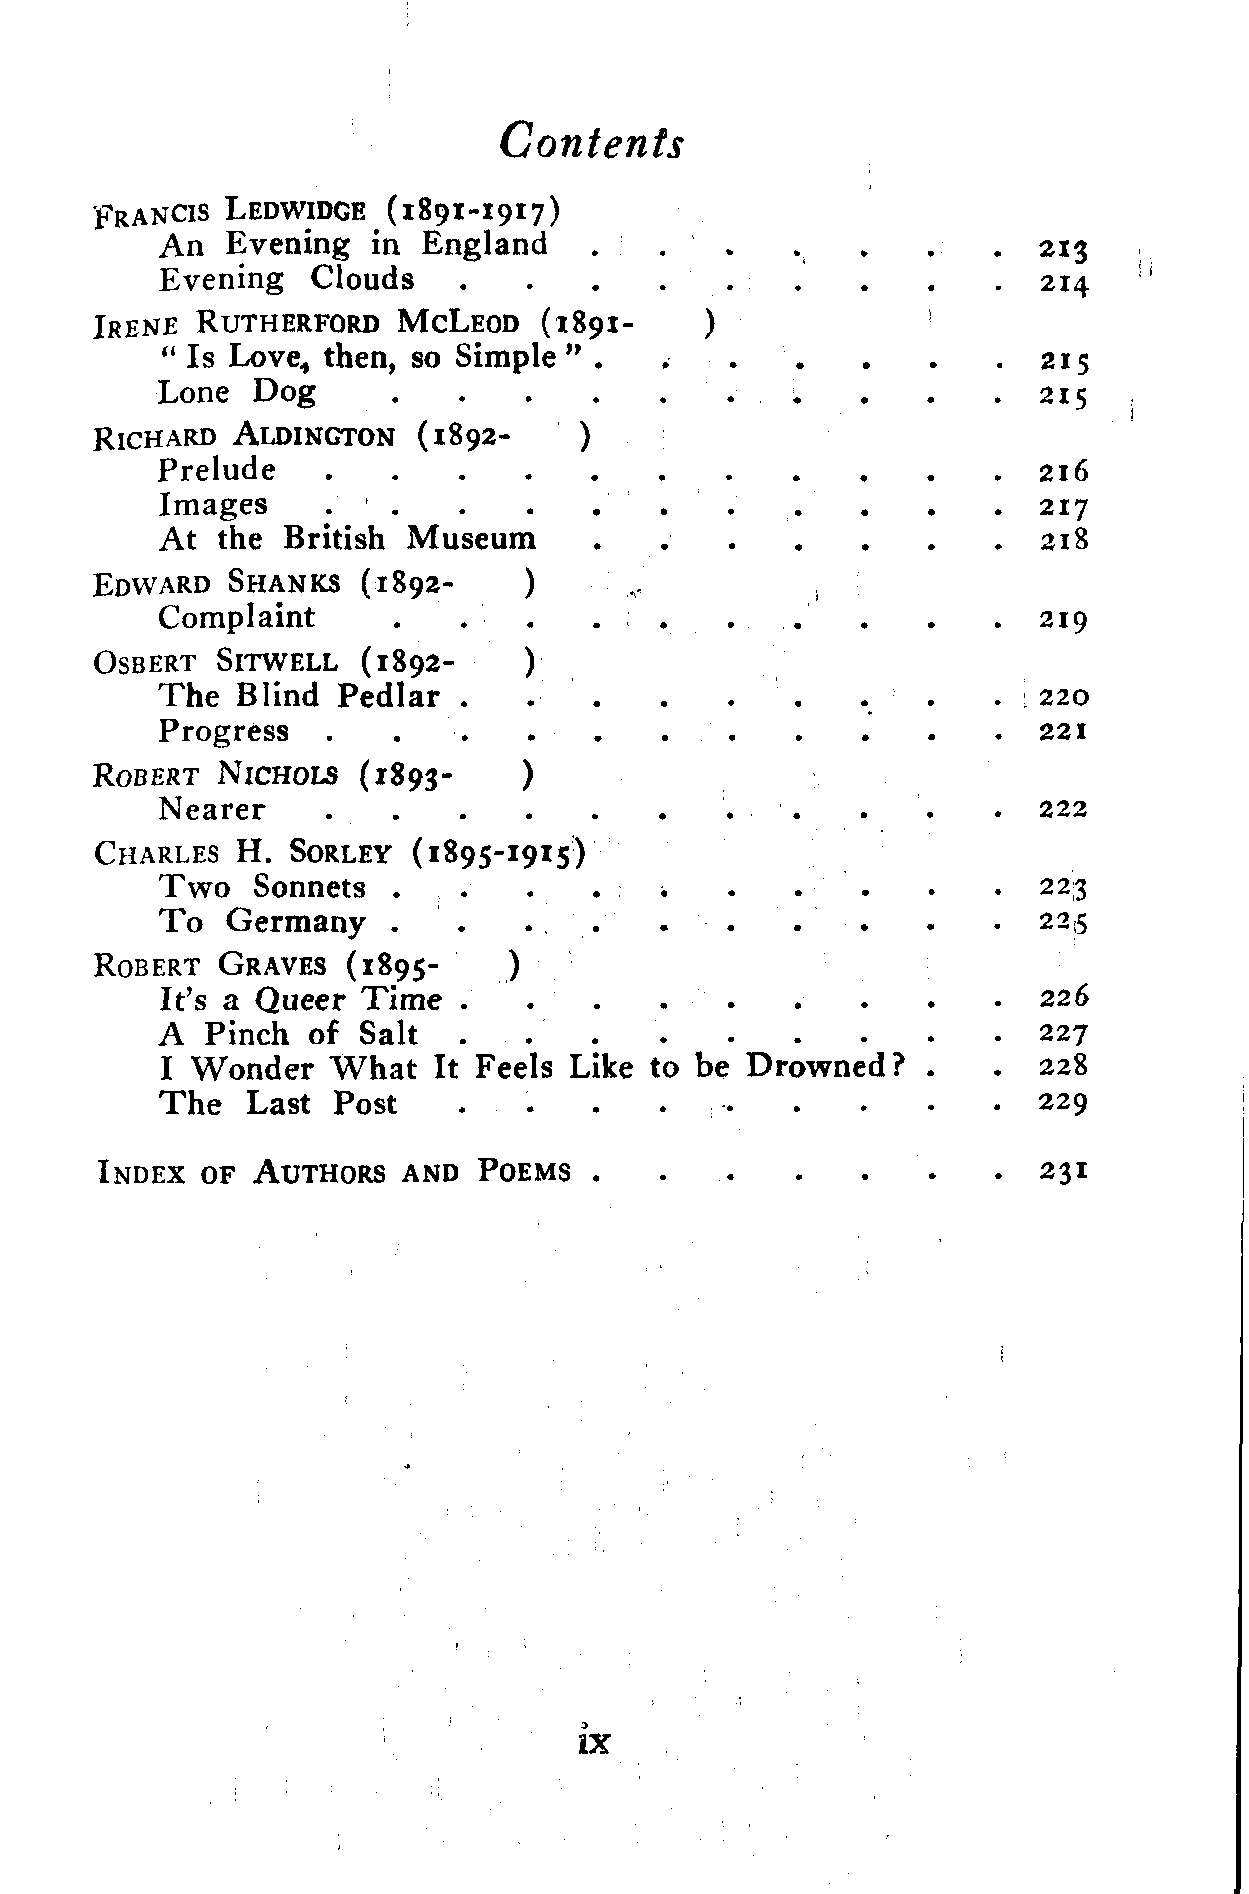 Contents
FRANCIS LEDWIDGE (1891-1917)
An Evening in England . . . . . . . 213
Evening Clouds . . . . . . . . . 214
IRENE RUTHERFORD MCLEOD (1891- )
“ Is Love, then, so Simple ” . . . . . . . 215
Lone Dog . . . . . . . . . . 215
RICHARD ALDINGTON (1892- )
Prelude . . . . . . . . . . . 216
Images . . . . . . . . . . . 217
At the British Museum . . . . . . . 218
EDWARD SHANKS (1892- )
Complaint . . . . . . . . . . 219
OSBERT SITWELL (1892- )
The Blind Pedlar . . . . . . . . . 220
Progress . . . . . . . . . . . 221
ROBERT NICHOLS (1893- )
Nearer . . . . . . . . . . . 222
CHARLES H. SORLEY (1895-1915)
Two Sonnets . . . . . . . . . . 223
To Germany . . . . . . . . . . 225
ROBERT GRAVES (1895- )
It's a Queer Time . . . . . . . . . 226
A Pinch of Salt . . . . . . . . . 227
I Wonder What It Feels Like to be Drowned? . . 228
The Last Post . . . . . . . . . 229
INDEX OF AUTHORS AND POEMS . . . . . . . 231
ix